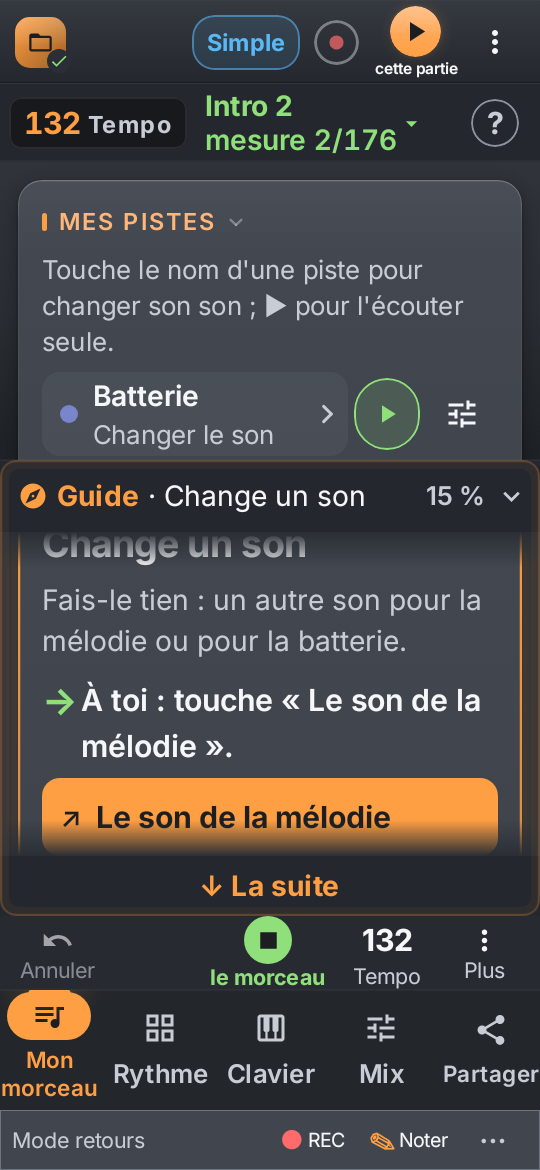 Simple
cette partie
132 Tempo
Intro 2
mesure 2/176
?
MES PISTES
Touche le nom d'une piste pour
changer son son ; ▶ pour l'écouter
seule.
Batterie
Changer le son
Guide · Change un son
15 %
Change un son
Fais-le tien : un autre son pour la
mélodie ou pour la batterie.
→ À toi : touche « Le son de la
mélodie ».
Le son de la mélodie
↓ La suite
Annuler
le morceau
132
Tempo
Plus
Mon
morceau
Rythme
Clavier
Mix
Partager
Mode retours
REC
Noter